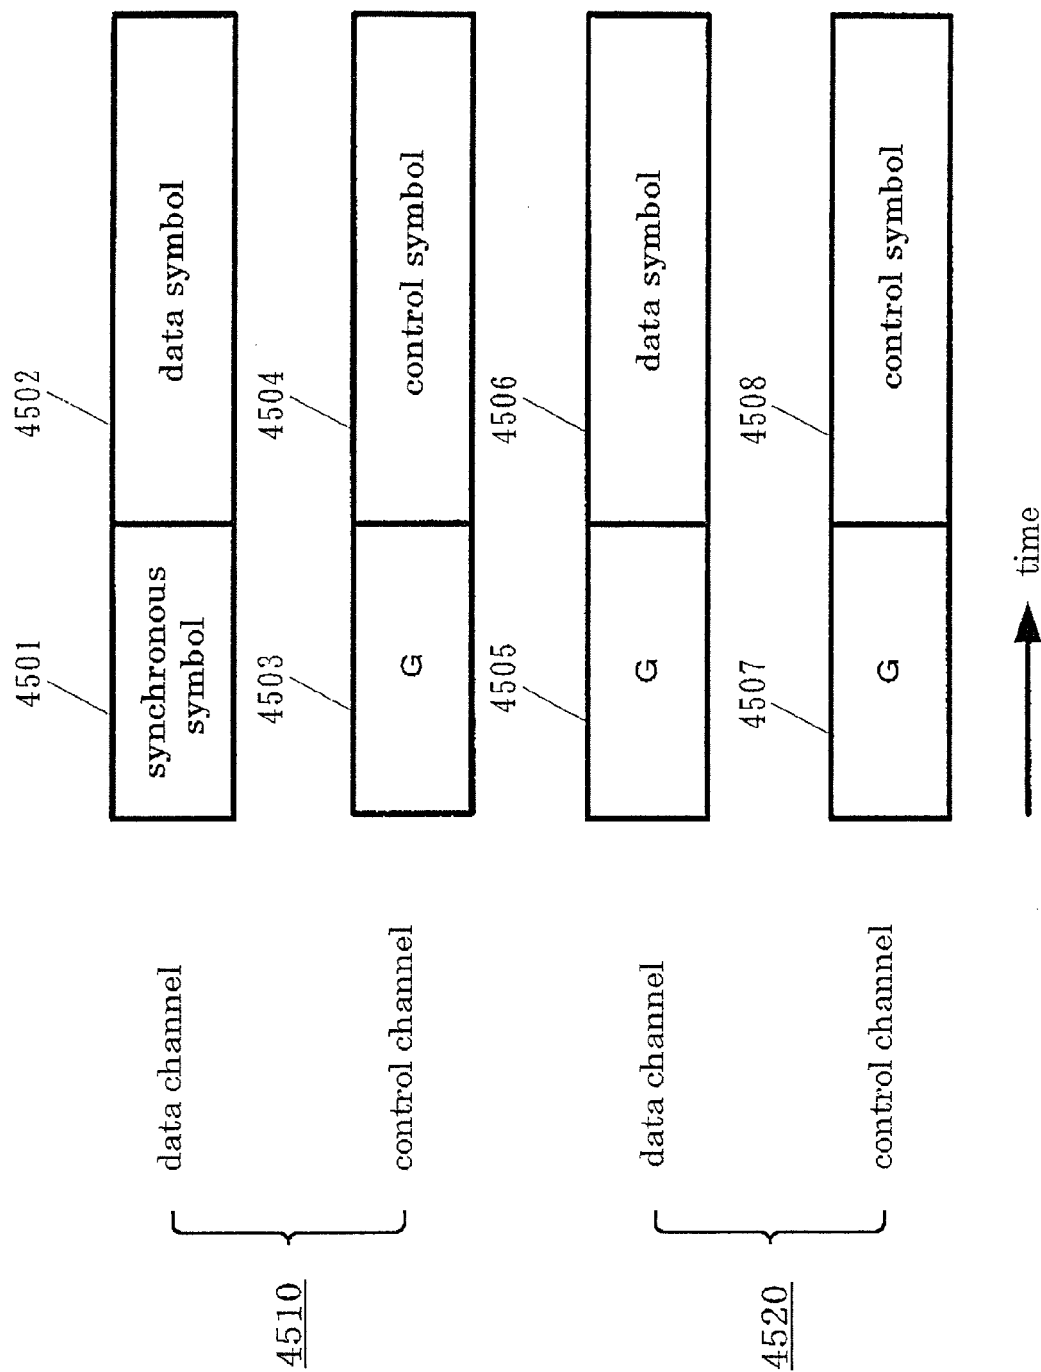 4501
4502
synchronous
symbol
data symbol
data channel
4503
4504
G
control symbol
control channel
4510
4505
4506
G
data symbol
data channel
4507
4508
G
control symbol
control channel
4520
time